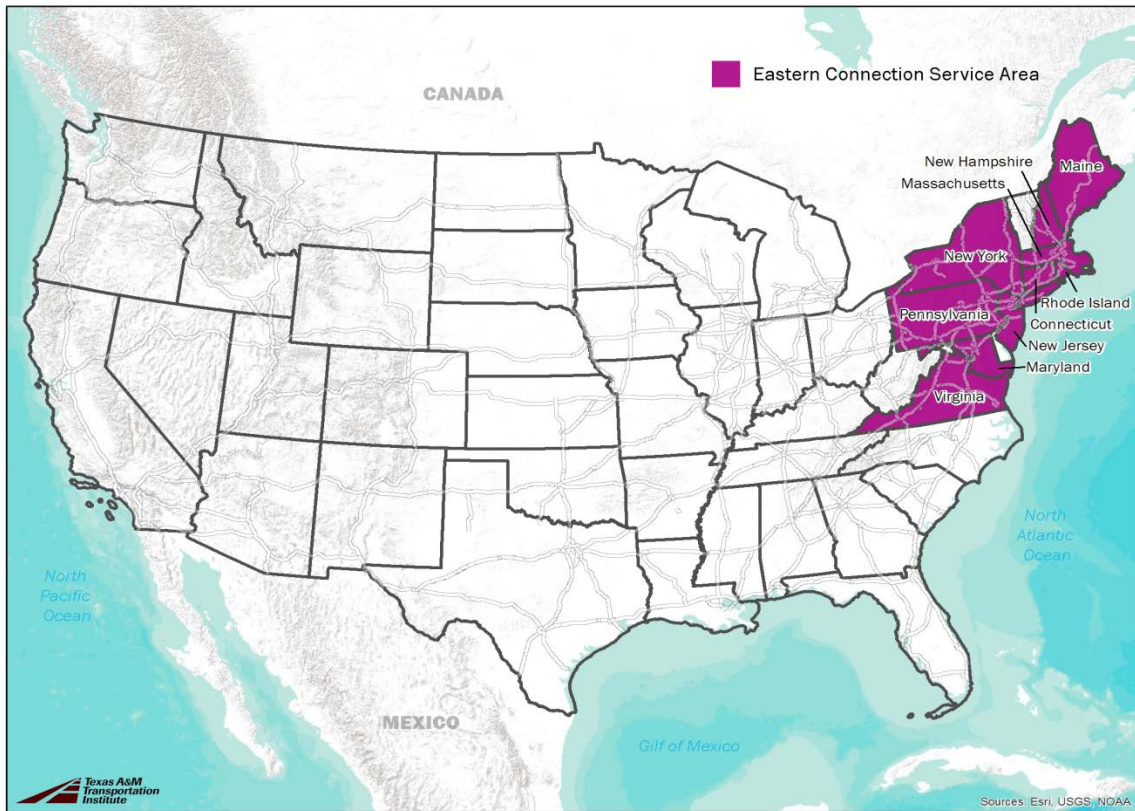 Eastern Connection Service Area
CANADA
New Hampshire
Massachusetts
Maine
New York
Rhode Island
Pennsylvania
Connecticut
New Jersey
Maryland
Virginia
North
Atlantic
Ocean
North
Pacific
Ocean
MEXICO
Gilf of Mexico
Texas A&M
Transportation
Institute
Sources: Esri, USGS, NOAA